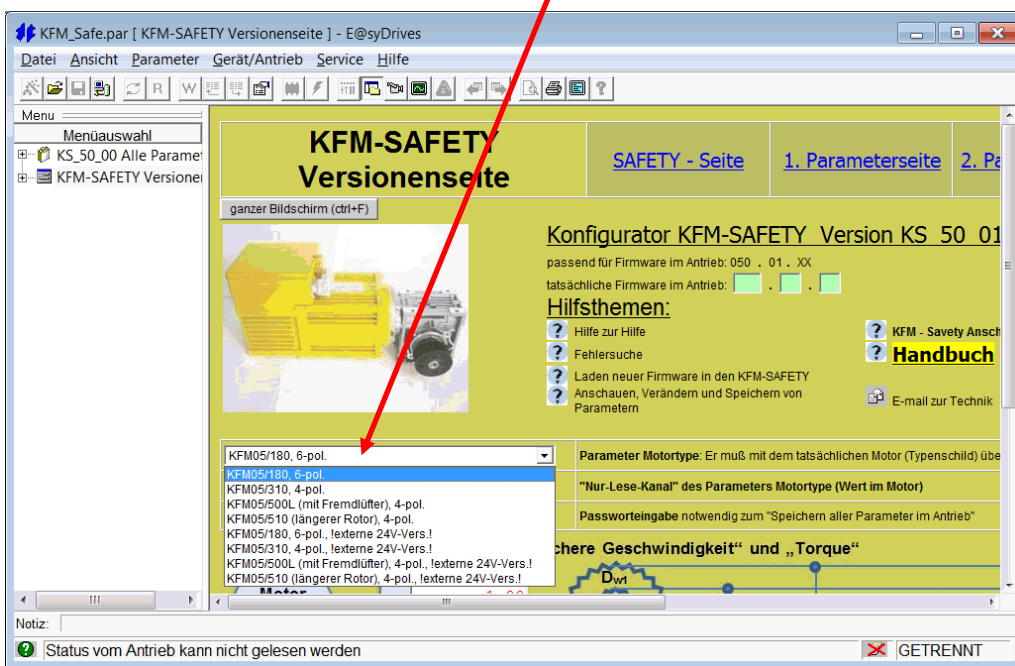 KFM_Safe.par [ KFM-SAFETY Versionenseite ] - E@syDrives
Datei Ansicht Parameter Gerät/Antrieb Service Hilfe
R W ?
Menu
Menüauswahl
KS_50_00 Alle Parame
KFM-SAFETY Versione
KFM-SAFETY
Versionenseite
SAFETY - Seite
1. Parameterseite
2. Pa
ganzer Bildschirm (ctrl+F)
Konfigurator KFM-SAFETY Version KS_50_01
passend für Firmware im Antrieb: 050 . 01 . XX
tatsächliche Firmware im Antrieb: . .
Hilfsthemen:
? Hilfe zur Hilfe
? KFM - Savety Ansch
? Fehlersuche
? Handbuch
? Laden neuer Firmware in den KFM-SAFETY
? Anschauen, Verändern und Speichern von
Parametern
E-mail zur Technik
KFM05/180, 6-pol.
Parameter Motortype: Er muß mit dem tatsächlichen Motor (Typenschild) übe
KFM05/180, 6-pol.
KFM05/310, 4-pol.
KFM05/500L (mit Fremdlüfter), 4-pol.
KFM05/510 (längerer Rotor), 4-pol.
KFM05/180, 6-pol., !externe 24V-Vers.!
KFM05/310, 4-pol., !externe 24V-Vers.!
KFM05/500L (mit Fremdlüfter), 4-pol., !externe 24V-Vers.!
KFM05/510 (längerer Rotor), 4-pol., !externe 24V-Vers.!
"Nur-Lese-Kanal" des Parameters Motortype (Wert im Motor)
Passworteingabe notwendig zum "Speichern aller Parameter im Antrieb"
chere Geschwindigkeit“ und „Torque“
Dw1
Notiz:
Status vom Antrieb kann nicht gelesen werden
GETRENNT